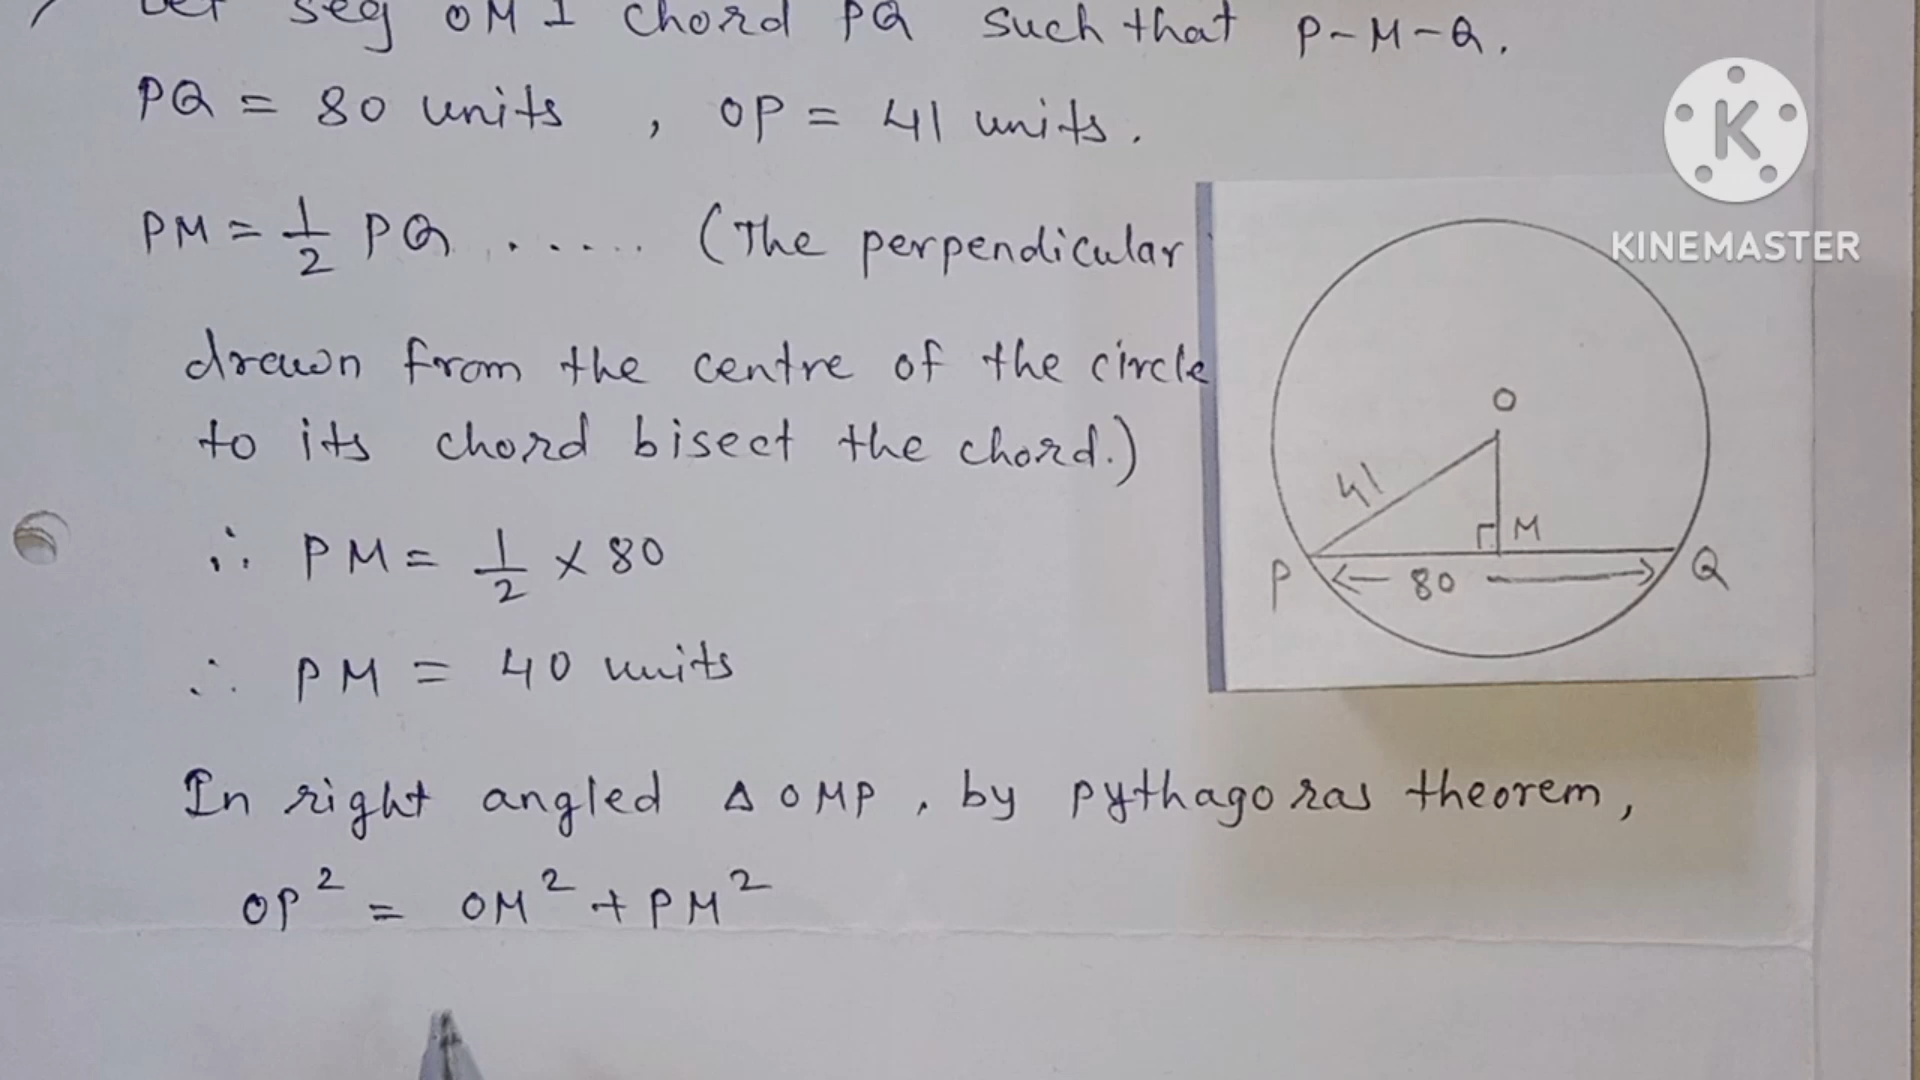 Let seg OM ⊥ chord PQ such that P-M-Q.
PQ = 80 units , OP = 41 units.
PM = 1/2 PQ ..... (The perpendicular
drawn from the centre of the circle
to its chord bisect the chord.)
∴ PM = 1/2 × 80
∴ PM = 40 units
In right angled △ OMP, by pythagoras theorem,
OP² = OM² + PM²
K
KINEMASTER
O
41
M
P
80
Q